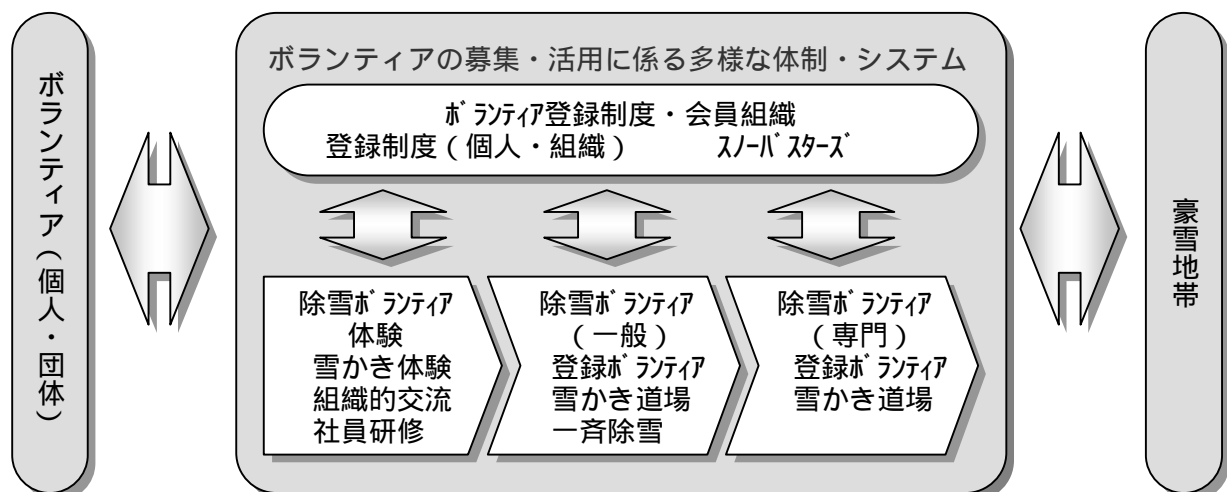 ボランティア(個人・団体)
ボランティアの募集・活用に係る多様な体制・システム
ﾎﾞﾗﾝﾃｨｱ登録制度・会員組織
登録制度(個人・組織) ｽﾉｰﾊﾞｽﾀｰｽﾞ
除雪ﾎﾞﾗﾝﾃｨｱ
体験
雪かき体験
組織的交流
社員研修
除雪ﾎﾞﾗﾝﾃｨｱ
(一般)
登録ﾎﾞﾗﾝﾃｨｱ
雪かき道場
一斉除雪
除雪ﾎﾞﾗﾝﾃｨｱ
(専門)
登録ﾎﾞﾗﾝﾃｨｱ
雪かき道場
豪雪地帯